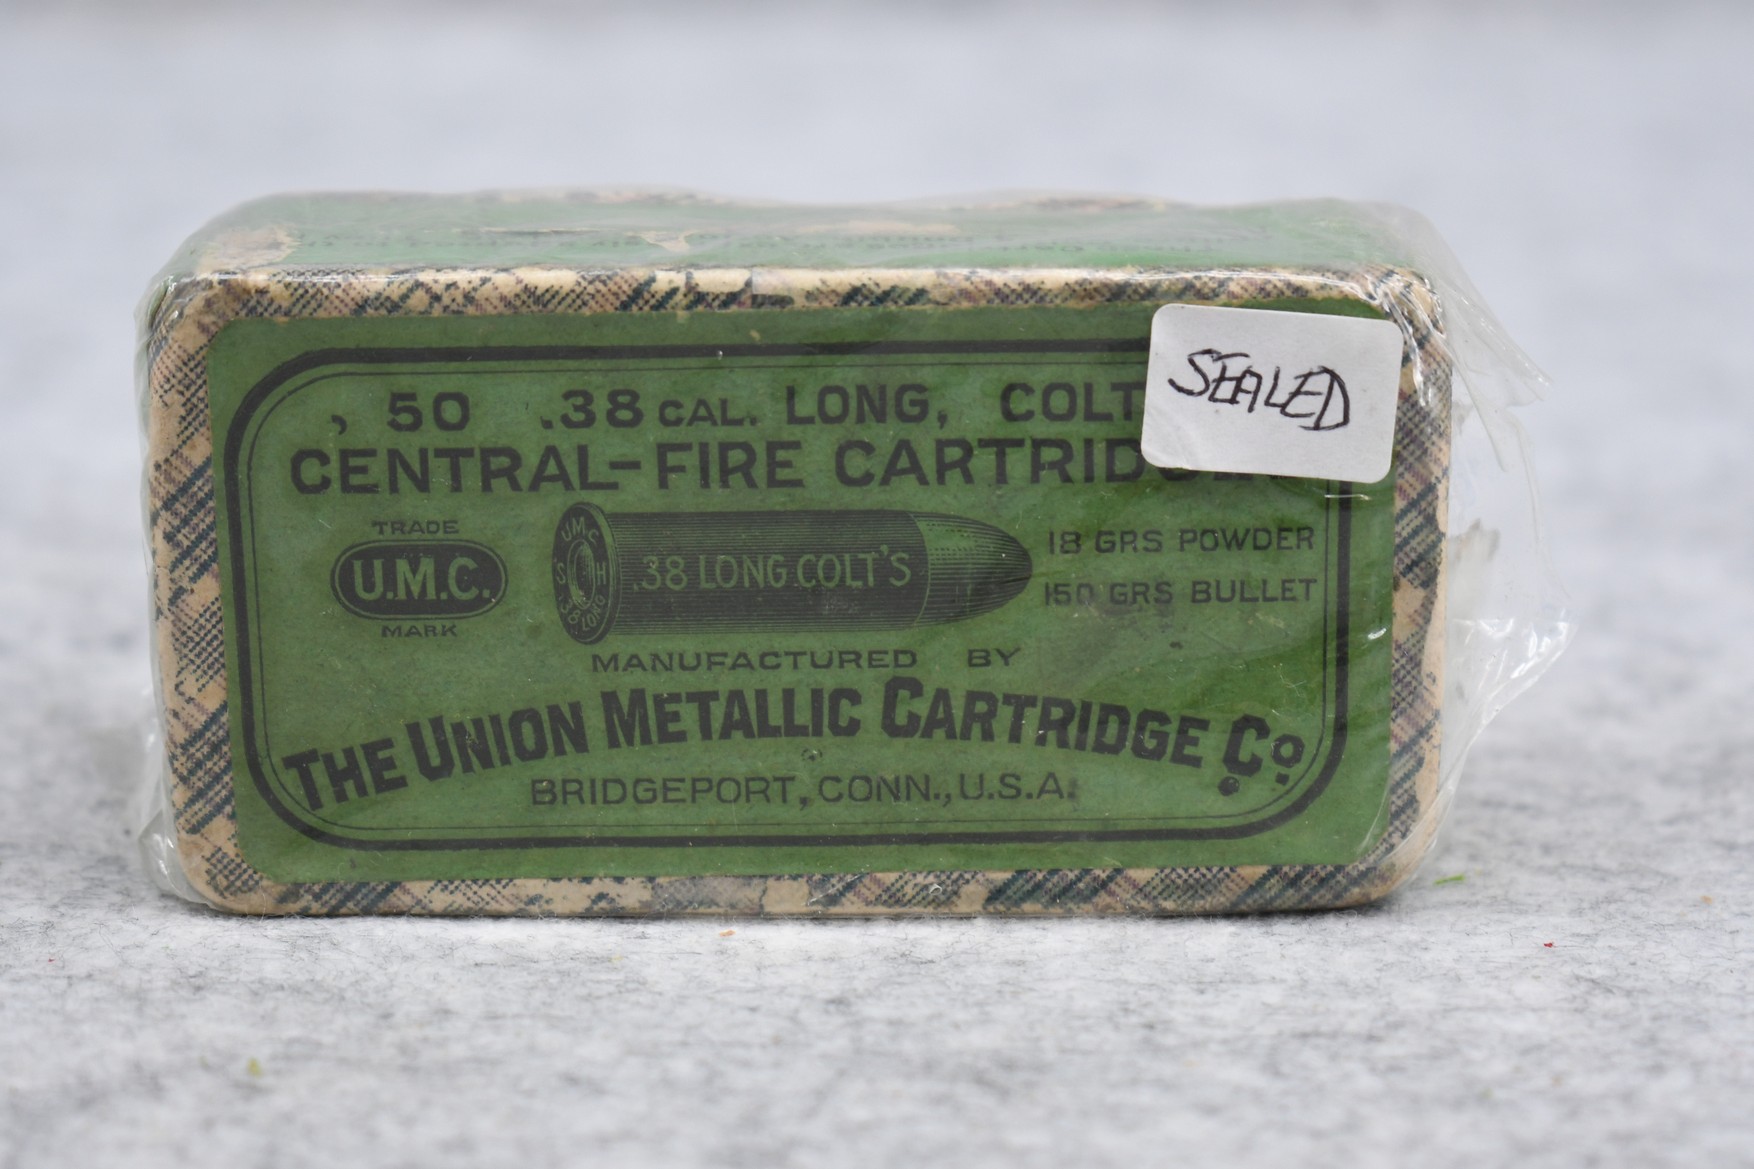 , 50 .38 CAL. LONG, COLT
SEALED
CENTRAL-FIRE
TRADE
U.M.C.
MARK
U.M.C.
S H
.38 LONG
.38 LONG COLT'S
18 GRS POWDER
150 GRS BULLET
MANUFACTURED BY
THE UNION METALLIC CARTRIDGE Co.
BRIDGEPORT, CONN., U.S.A.